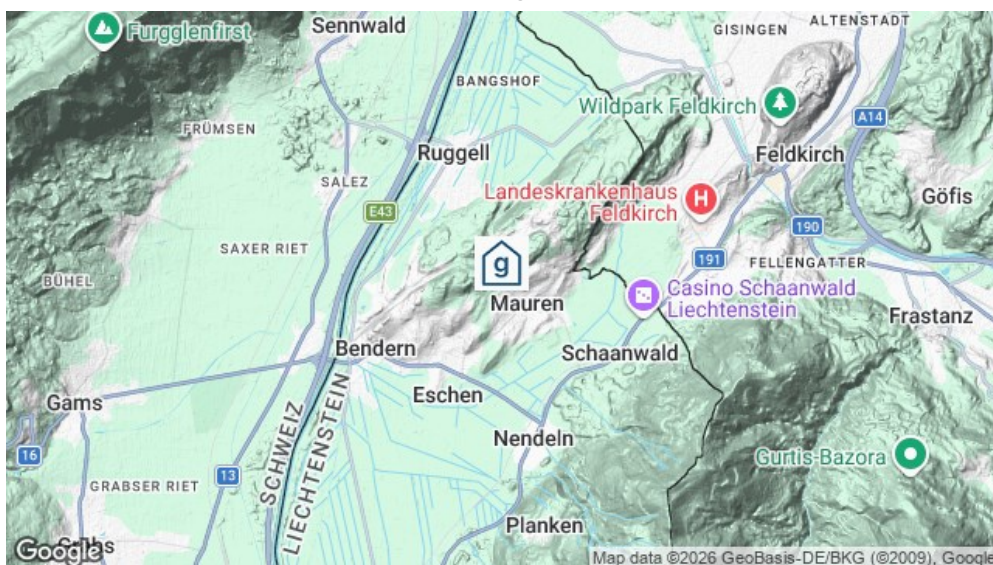 Furgglenfirst
Sennwald
GISINGEN
ALTENSTADT
BANGSHOF
Wildpark Feldkirch
A14
FRÜMSEN
Ruggell
Feldkirch
SALEZ
Landeskrankenhaus
Feldkirch
H
Göfis
E43
190
SAXER RIET
191
FELLENGATTER
BÜHEL
g
Mauren
Casino Schaanwald
Liechtenstein
Frastanz
Bendern
Schaanwald
Eschen
Gams
Nendeln
16
13
SCHWEIZ
LIECHTENSTEIN
Gurtis-Bazora
GRABSER RIET
Planken
Google
Map data ©2026 GeoBasis-DE/BKG (©2009), Google